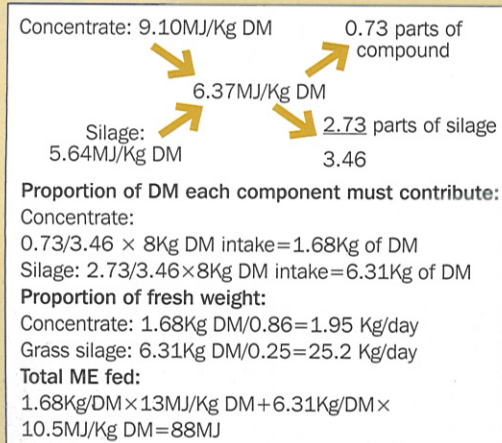 Concentrate: 9.10MJ/Kg DM
0.73 parts of
compound
6.37MJ/Kg DM
Silage:
5.64MJ/Kg DM
2.73 parts of silage
3.46
Proportion of DM each component must contribute:
Concentrate:
0.73/3.46 × 8Kg DM intake=1.68Kg of DM
Silage: 2.73/3.46×8Kg DM intake=6.31Kg of DM
Proportion of fresh weight:
Concentrate: 1.68Kg DM/0.86=1.95 Kg/day
Grass silage: 6.31Kg DM/0.25=25.2 Kg/day
Total ME fed:
1.68Kg/DM×13MJ/Kg DM+6.31Kg/DM×
10.5MJ/Kg DM=88MJ